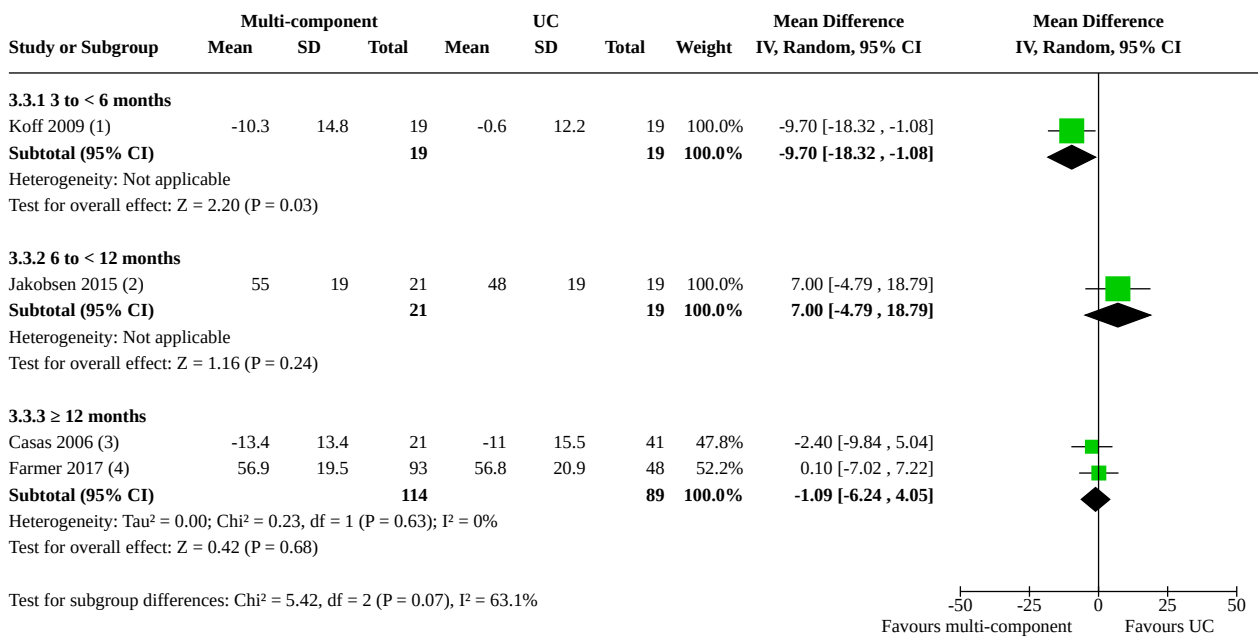 Multi-component UC Mean Difference Mean Difference
Study or Subgroup Mean SD Total Mean SD Total Weight IV, Random, 95% CI IV, Random, 95% CI
3.3.1 3 to < 6 months
Koff 2009 (1) -10.3 14.8 19 -0.6 12.2 19 100.0% -9.70 [-18.32 , -1.08]
Subtotal (95% CI) 19 19 100.0% -9.70 [-18.32 , -1.08]
Heterogeneity: Not applicable
Test for overall effect: Z = 2.20 (P = 0.03)
3.3.2 6 to < 12 months
Jakobsen 2015 (2) 55 19 21 48 19 19 100.0% 7.00 [-4.79 , 18.79]
Subtotal (95% CI) 21 19 100.0% 7.00 [-4.79 , 18.79]
Heterogeneity: Not applicable
Test for overall effect: Z = 1.16 (P = 0.24)
3.3.3 ≥ 12 months
Casas 2006 (3) -13.4 13.4 21 -11 15.5 41 47.8% -2.40 [-9.84 , 5.04]
Farmer 2017 (4) 56.9 19.5 93 56.8 20.9 48 52.2% 0.10 [-7.02 , 7.22]
Subtotal (95% CI) 114 89 100.0% -1.09 [-6.24 , 4.05]
Heterogeneity: Tau² = 0.00; Chi² = 0.23, df = 1 (P = 0.63); I² = 0%
Test for overall effect: Z = 0.42 (P = 0.68)
Test for subgroup differences: Chi² = 5.42, df = 2 (P = 0.07), I² = 63.1%
-50 -25 0 25 50
Favours multi-component Favours UC